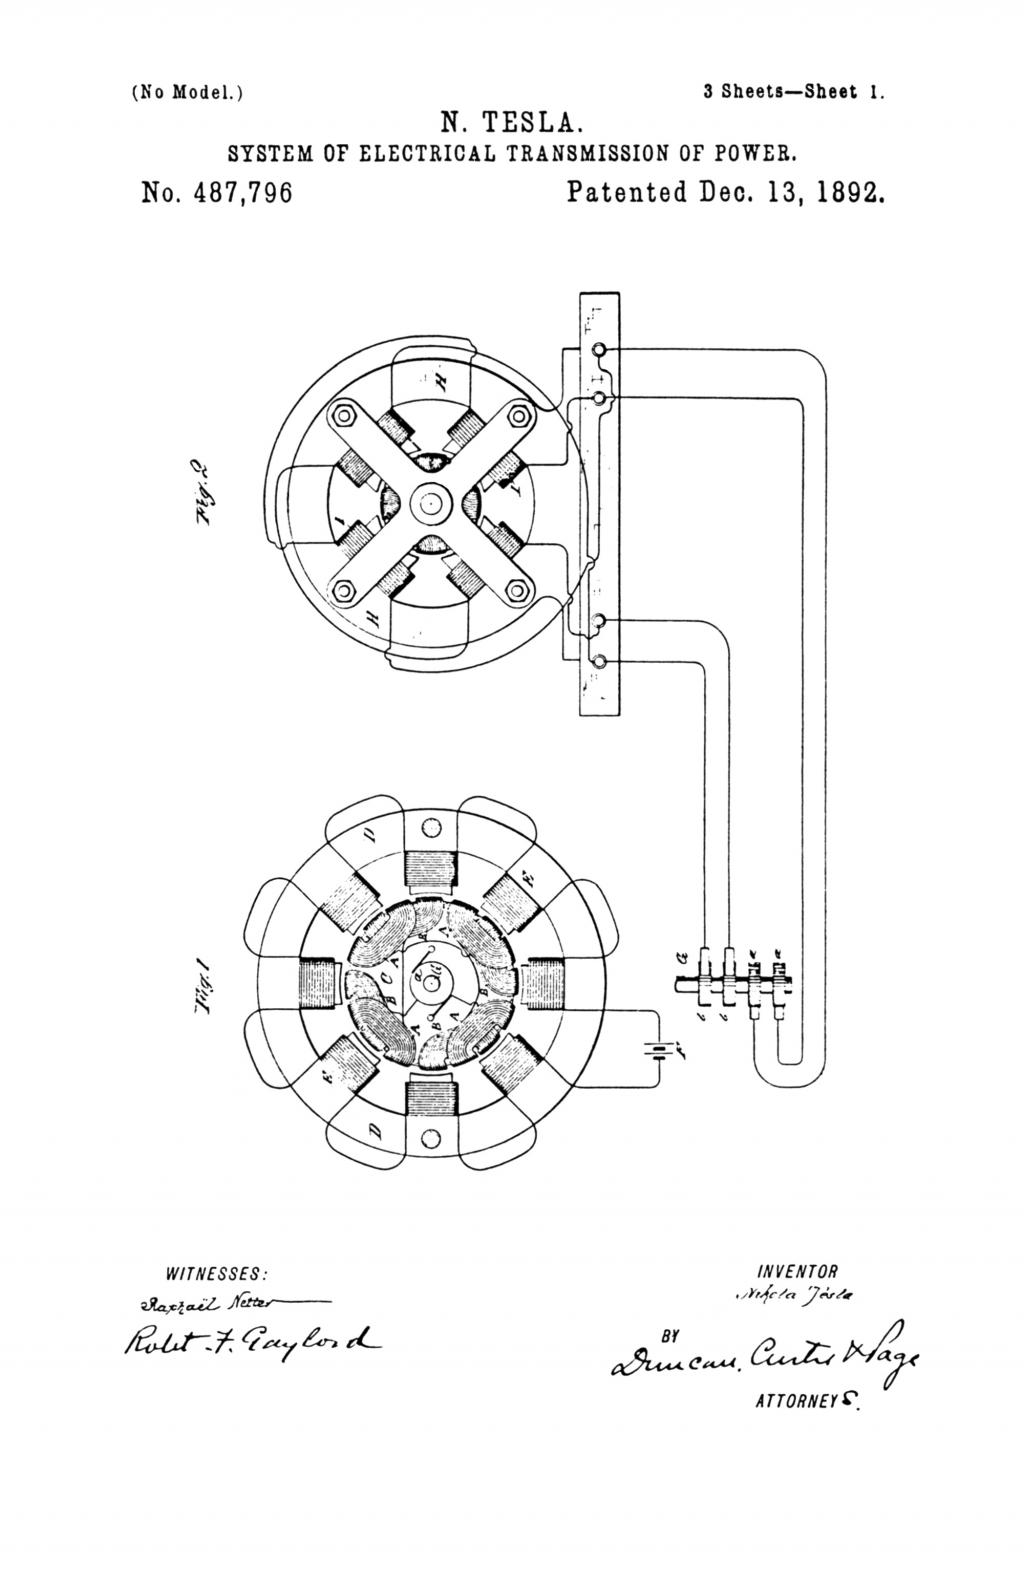 (No Model.)
3 Sheets—Sheet 1.
N. TESLA.
SYSTEM OF ELECTRICAL TRANSMISSION OF POWER.
No. 487,796
Patented Dec. 13, 1892.
Fig. 2
H
I
I
H
Fig. 1
D
E
A
B
A
C
B
B
A
B
A
a
d
E
D
F
G
a
a
b
b
WITNESSES:
Raphaël Netter
Robt. F. Gaylord
INVENTOR
Nikola Tesla
BY
Duncan, Curtis & Page
ATTORNEYS.